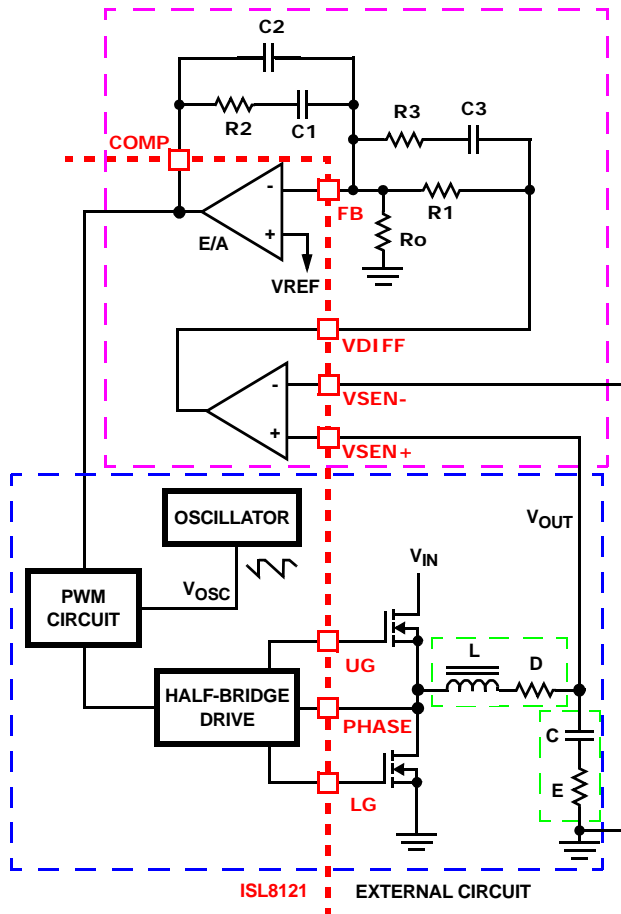 C2
R2
C1
R3
C3
COMP
-
+
E/A
FB
R1
Ro
VREF
VDIFF
-
VSEN-
+
VSEN+
OSCILLATOR
VOUT
VIN
VOSC
PWM
CIRCUIT
UG
L
D
HALF-BRIDGE
DRIVE
PHASE
C
E
LG
ISL8121
EXTERNAL CIRCUIT